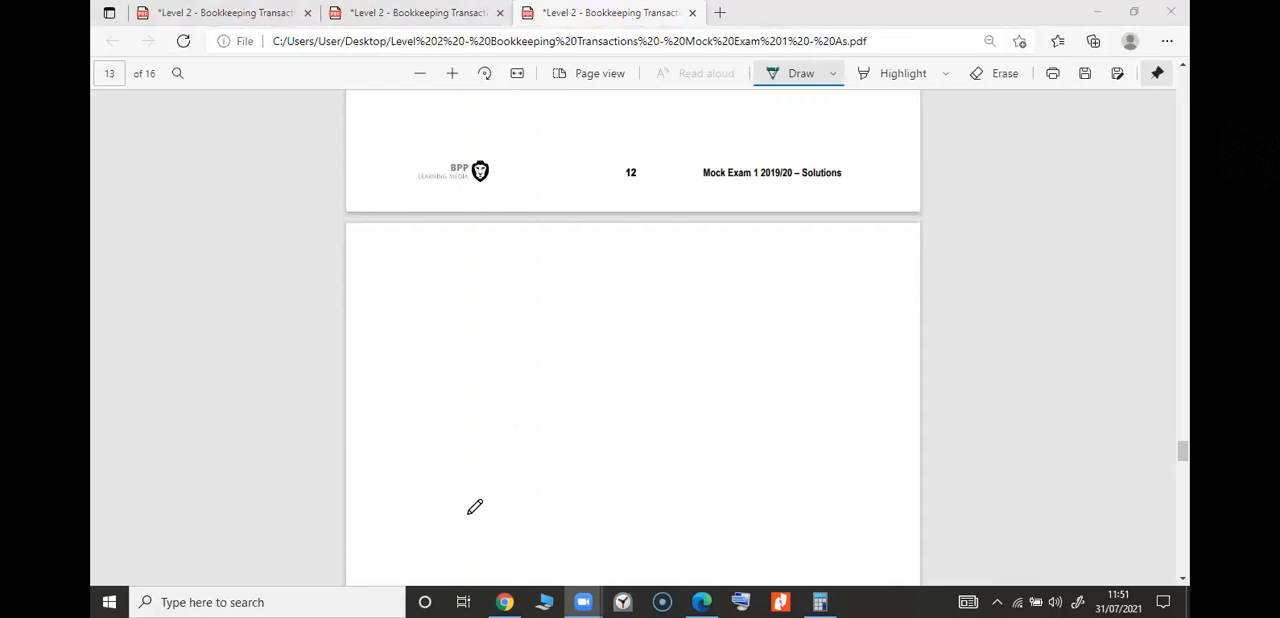 *Level 2 - Bookkeeping Transact
*Level 2 - Bookkeeping Transacti
*Level 2 - Bookkeeping Transacti
File
C:/Users/User/Desktop/Level%202%20-%20Bookkeeping%20Transactions%20-%20Mock%20Exam%201%20-%20As.pdf
13 of 16
Page view
Read aloud
Draw
Highlight
Erase
BPP
LEARNING MEDIA
12
Mock Exam 1 2019/20 – Solutions
Type here to search
11:51
31/07/2021